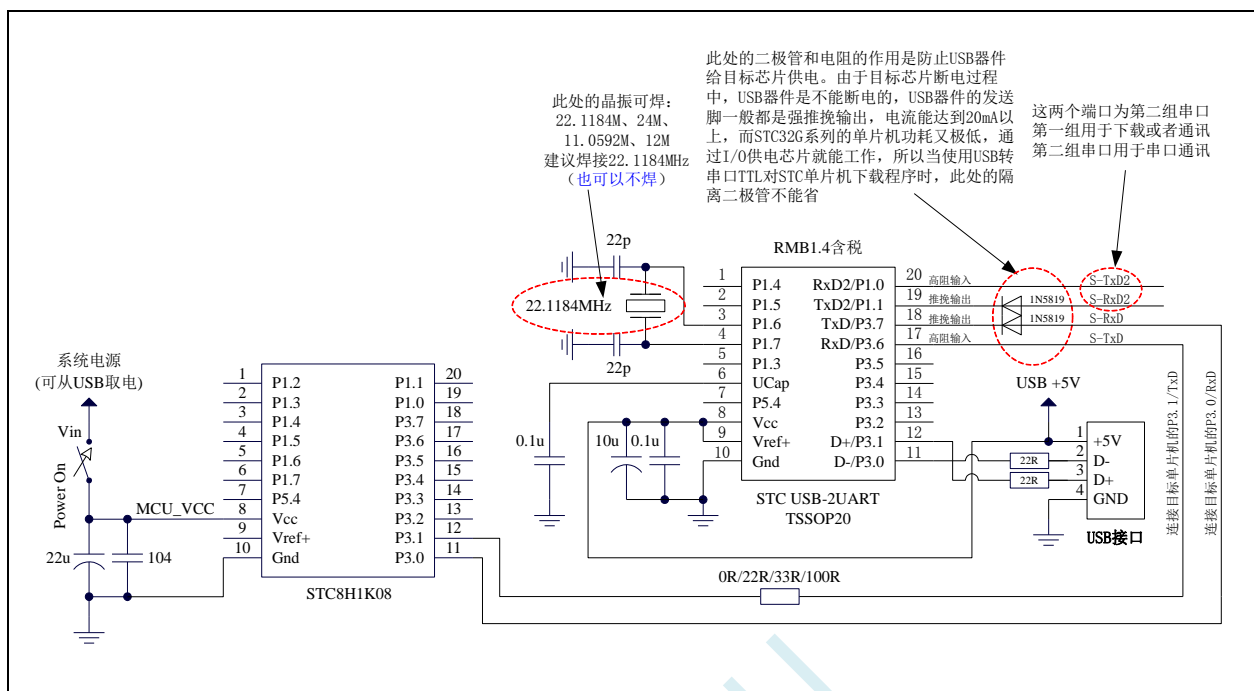 此处的二极管和电阻的作用是防止USB器件
给目标芯片供电。由于目标芯片断电过程
中，USB器件是不能断电的，USB器件的发送
脚一般都是强推挽输出，电流能达到20mA以
上，而STC32G系列的单片机功耗又极低，通
过I/O供电芯片就能工作，所以当使用USB转
串口TTL对STC单片机下载程序时，此处的隔
离二极管不能省
此处的晶振可焊：
22.1184M、24M、
11.0592M、12M
建议焊接22.1184MHz
（也可以不焊）
这两个端口为第二组串口
第一组用于下载或者通讯
第二组串口用于串口通讯
RMB1.4含税
22p
22.1184MHz
22p
1 P1.4
2 P1.5
3 P1.6
4 P1.7
5 P1.3
6 UCap
7 P5.4
8 Vcc
9 Vref+
10 Gnd
RxD2/P1.0 20 高阻输入 S-TxD2
TxD2/P1.1 19 推挽输出 1N5819 S-RxD2
TxD/P3.7 18 推挽输出 1N5819 S-RxD
RxD/P3.6 17 高阻输入 S-TxD
P3.5 16
P3.4 15
P3.3 14
P3.2 13
D+/P3.1 12
D-/P3.0 11
STC USB-2UART
TSSOP20
0.1u
10u
0.1u
22R
22R
USB +5V
1 +5V
2 D-
3 D+
4 GND
USB接口
连接目标单片机的P3.1/TxD
连接目标单片机的P3.0/RxD
系统电源
(可从USB取电)
Vin
Power On
MCU_VCC
22u
104
1 P1.2
2 P1.3
3 P1.4
4 P1.5
5 P1.6
6 P1.7
7 P5.4
8 Vcc
9 Vref+
10 Gnd
P1.1 20
P1.0 19
P3.7 18
P3.6 17
P3.5 16
P3.4 15
P3.3 14
P3.2 13
P3.1 12
P3.0 11
STC8H1K08
0R/22R/33R/100R